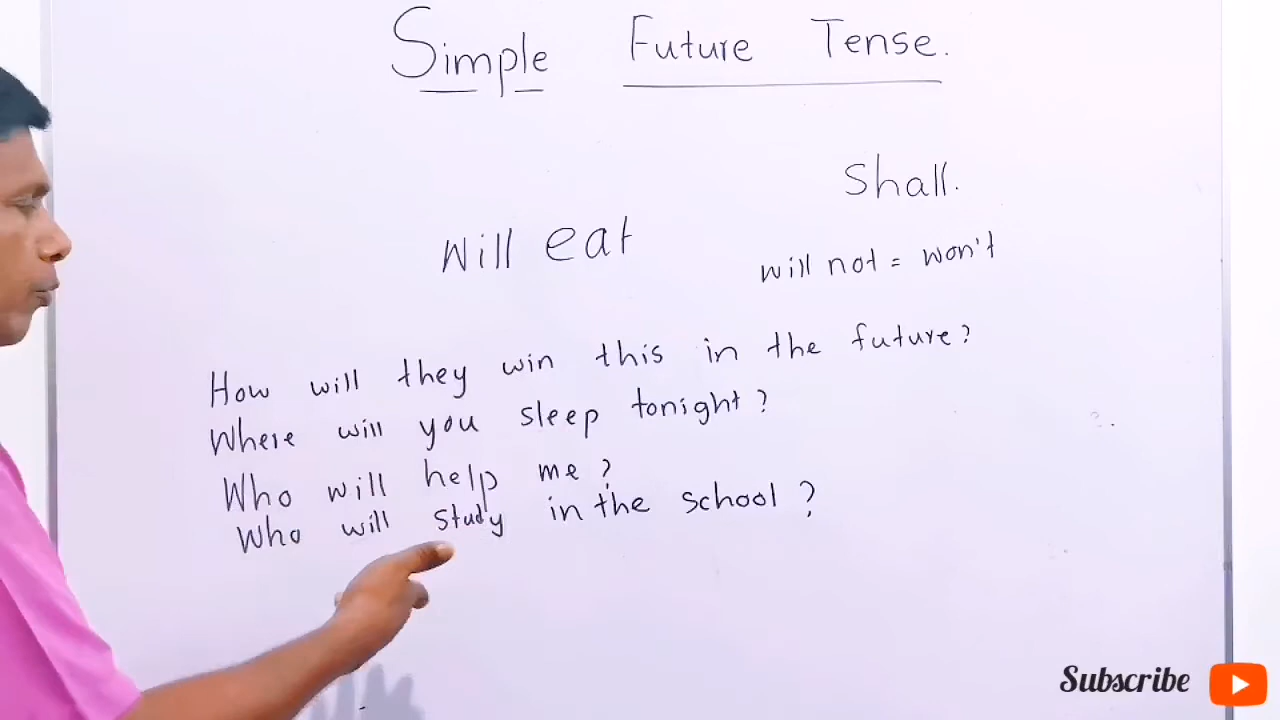 Simple Future Tense.
Shall.
Will eat
will not = won't
How will they win this in the future?
Where will you sleep tonight?
Who will help me?
Who will study in the school?
Subscribe